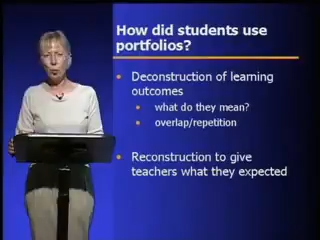 How did students use
portfolios?
Deconstruction of learning
outcomes
what do they mean?
overlap/repetition
Reconstruction to give
teachers what they expected